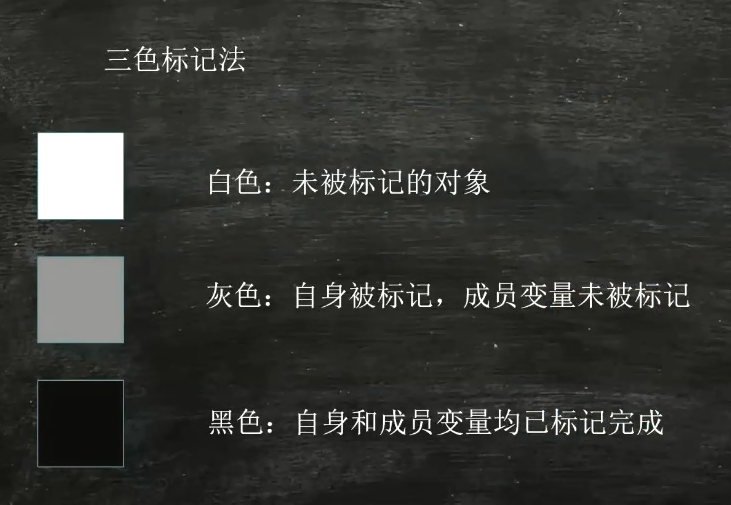 三色标记法
白色：未被标记的对象
灰色：自身被标记，成员变量未被标记
黑色：自身和成员变量均已标记完成